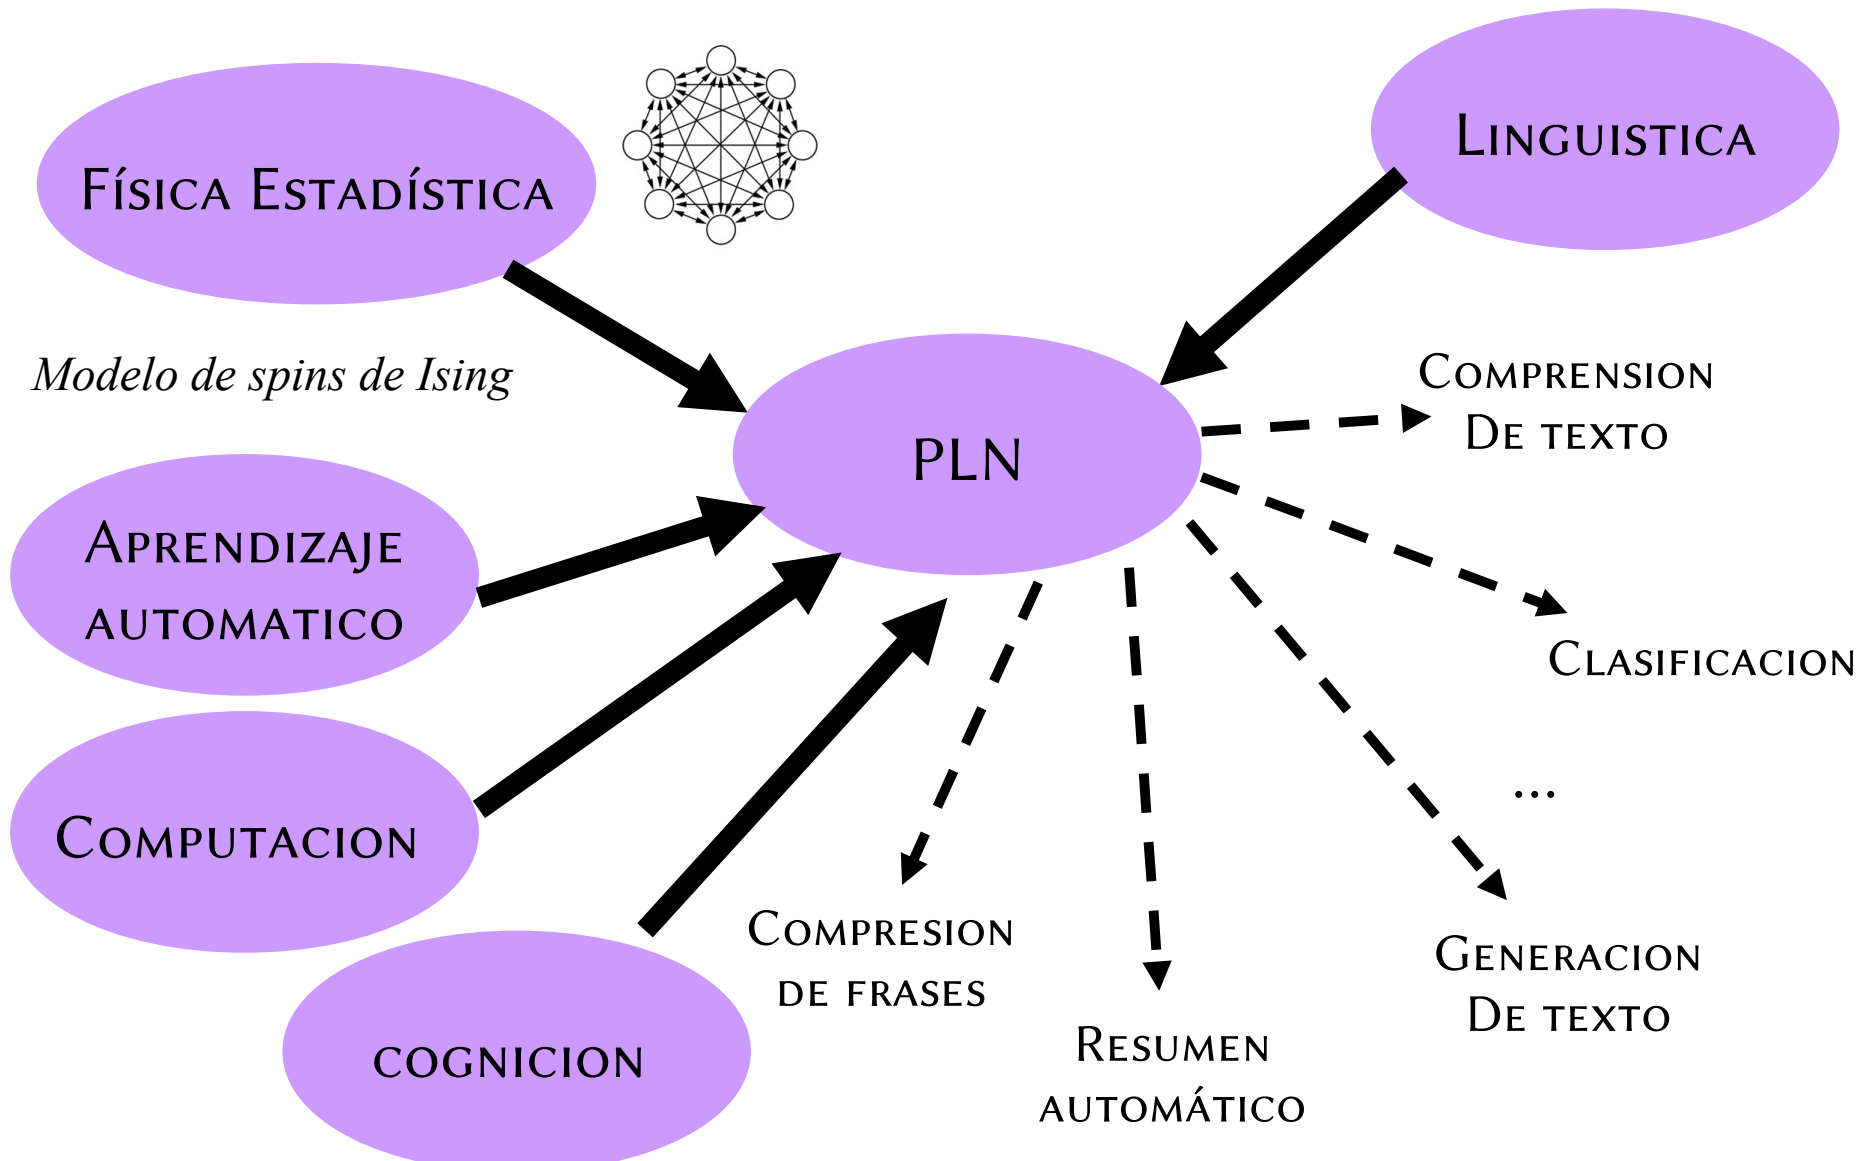 Física Estadística
Linguistica
Modelo de spins de Ising
Comprension
De texto
PLN
Aprendizaje
automatico
Clasificacion
...
Computacion
Compresion
de frases
Generacion
De texto
cognicion
Resumen
automático